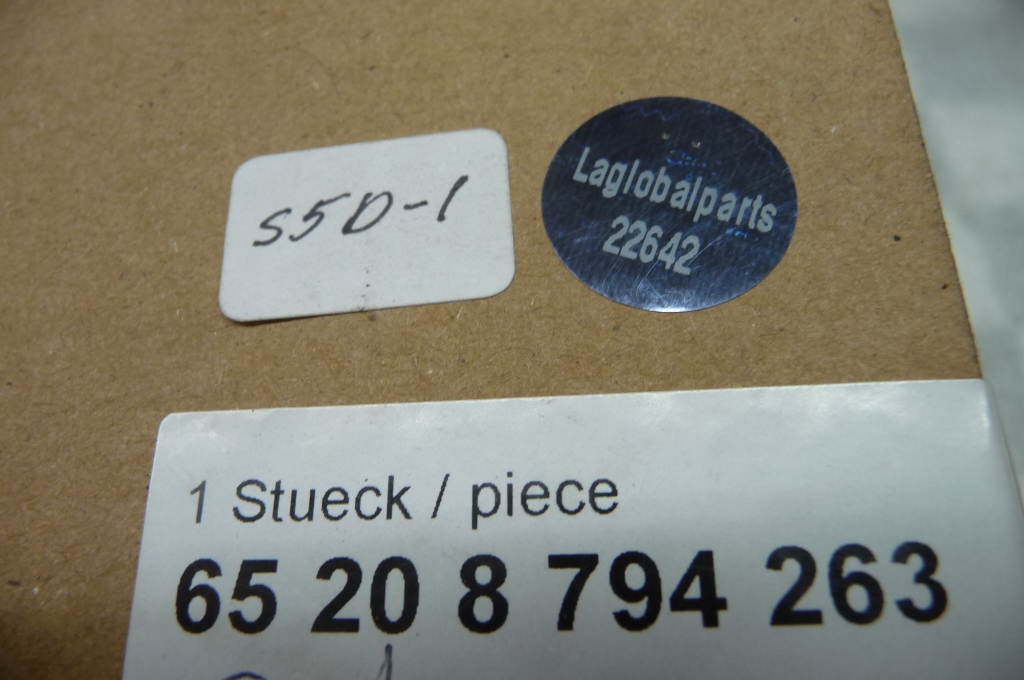 S5D-1
Laglobalparts
22642
1 Stueck / piece
65 20 8 794 263